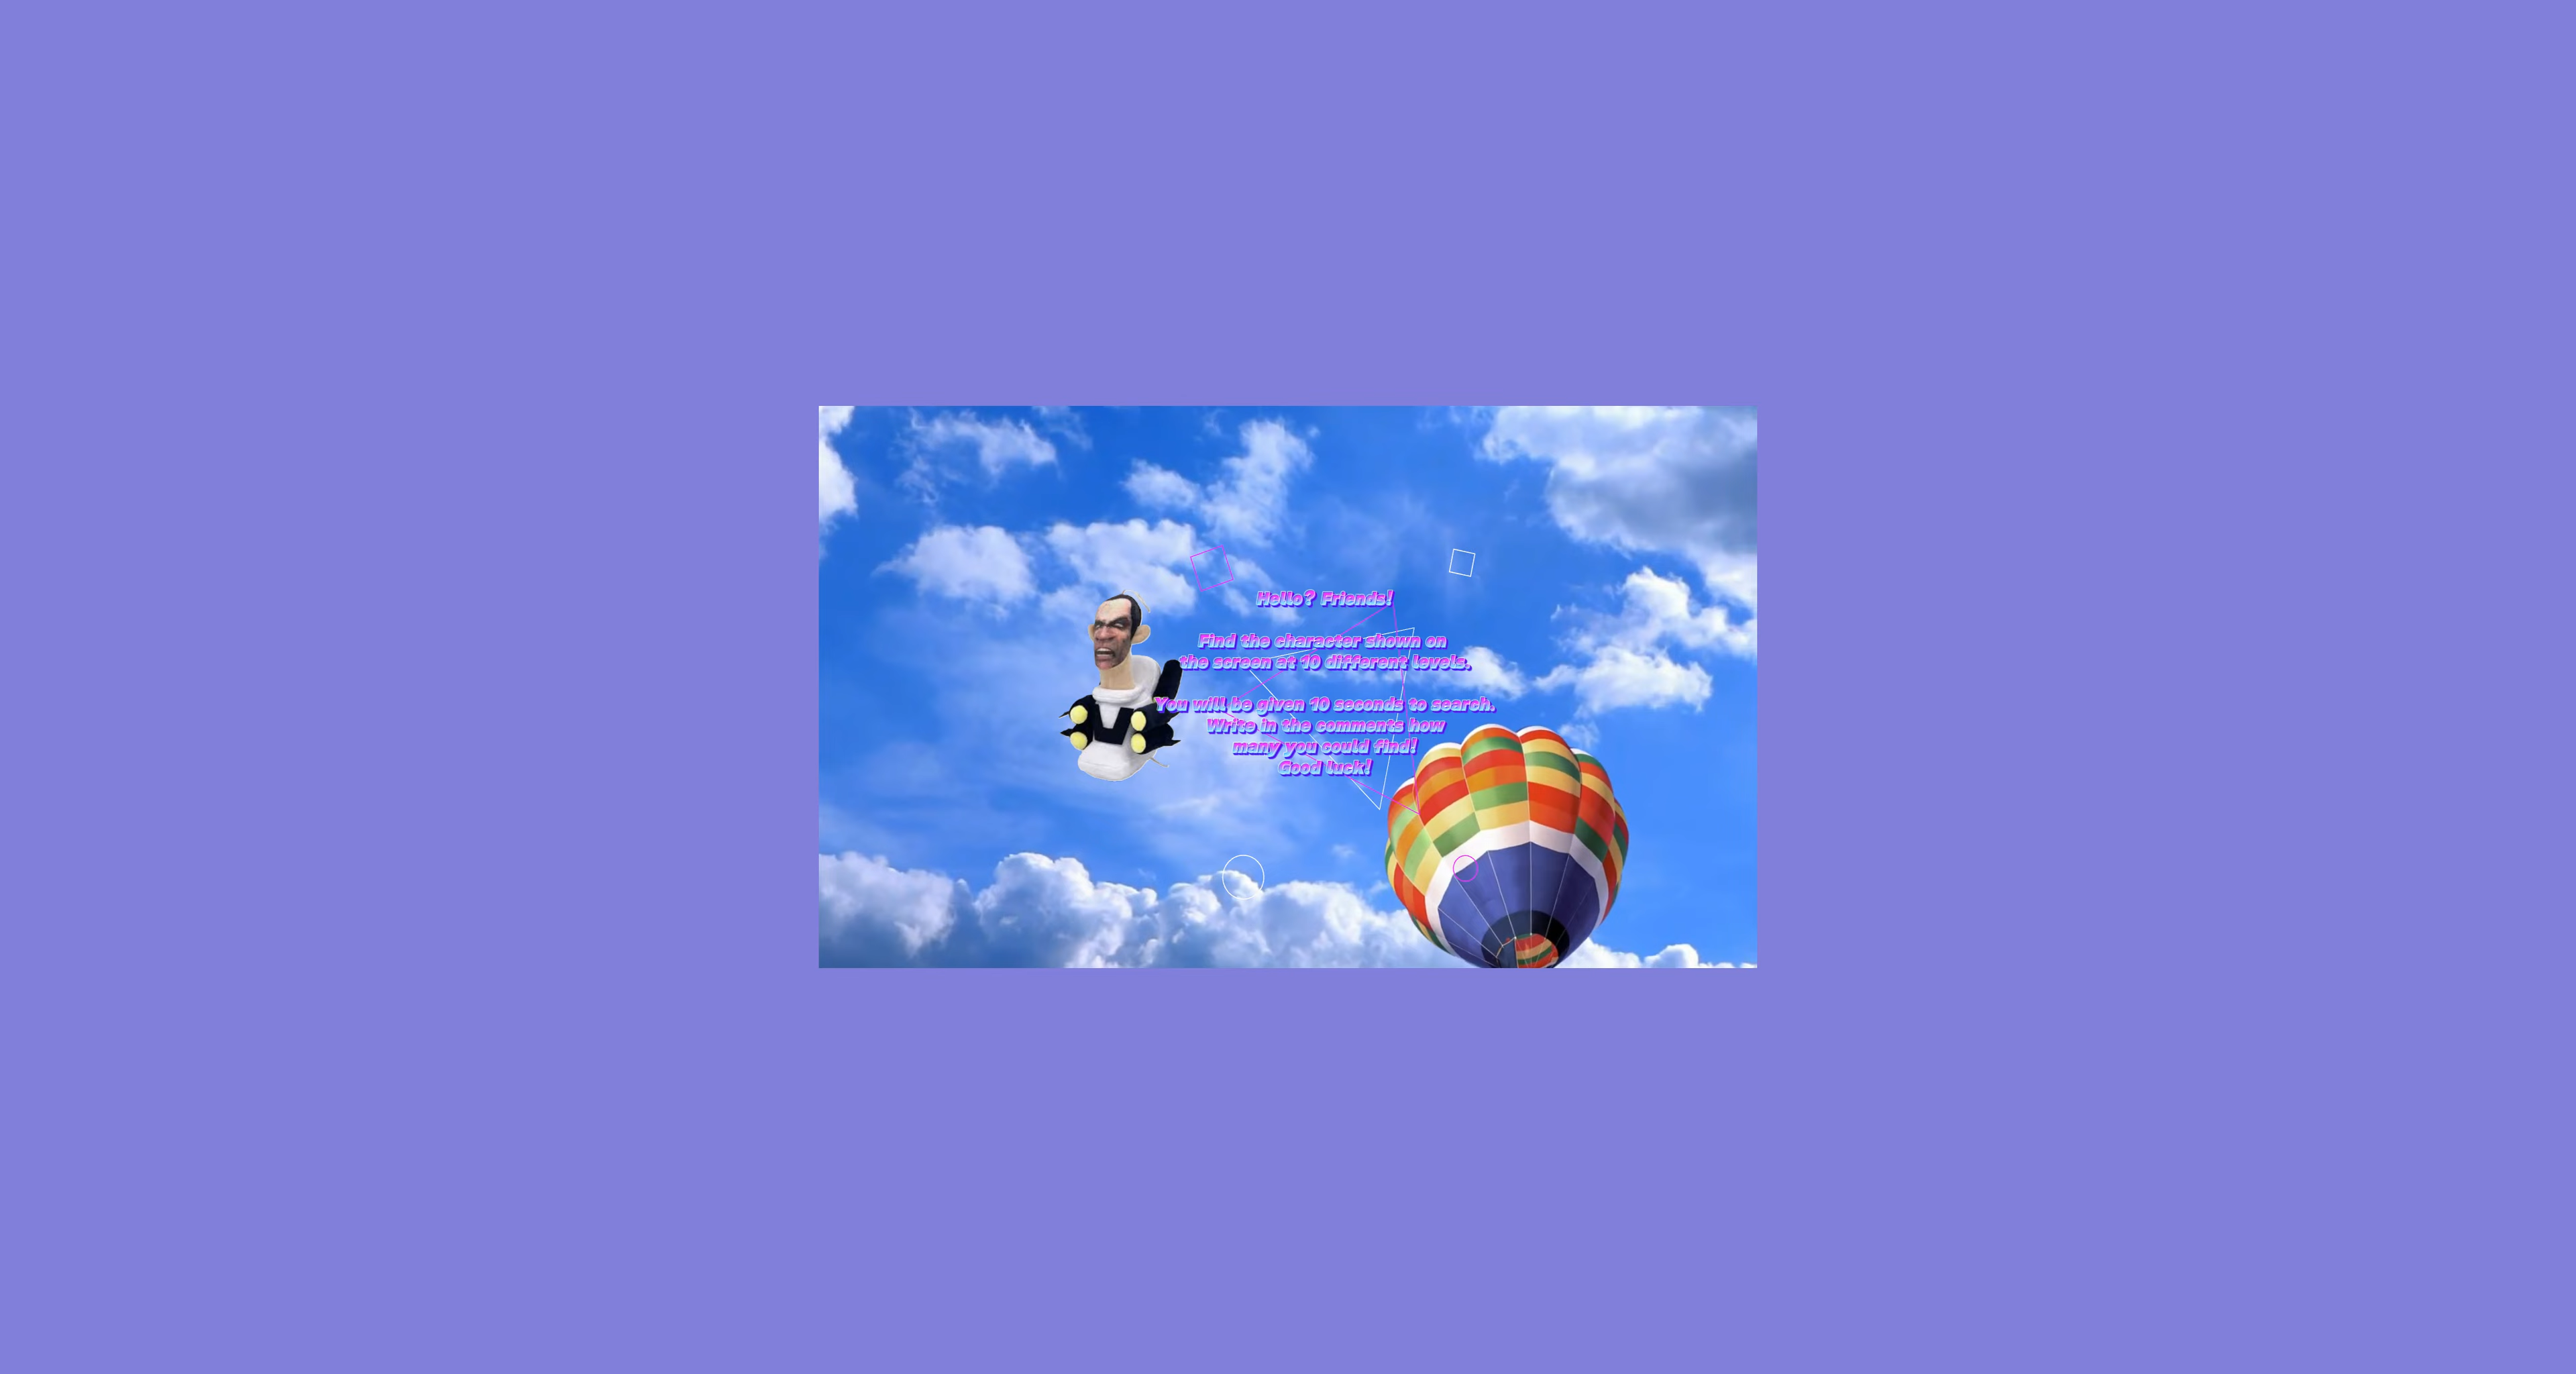 Hello? Friends!
Find the character shown on
the screen at 10 different levels.
You will be given 10 seconds to search.
Write in the comments how
many you could find!
Good luck!